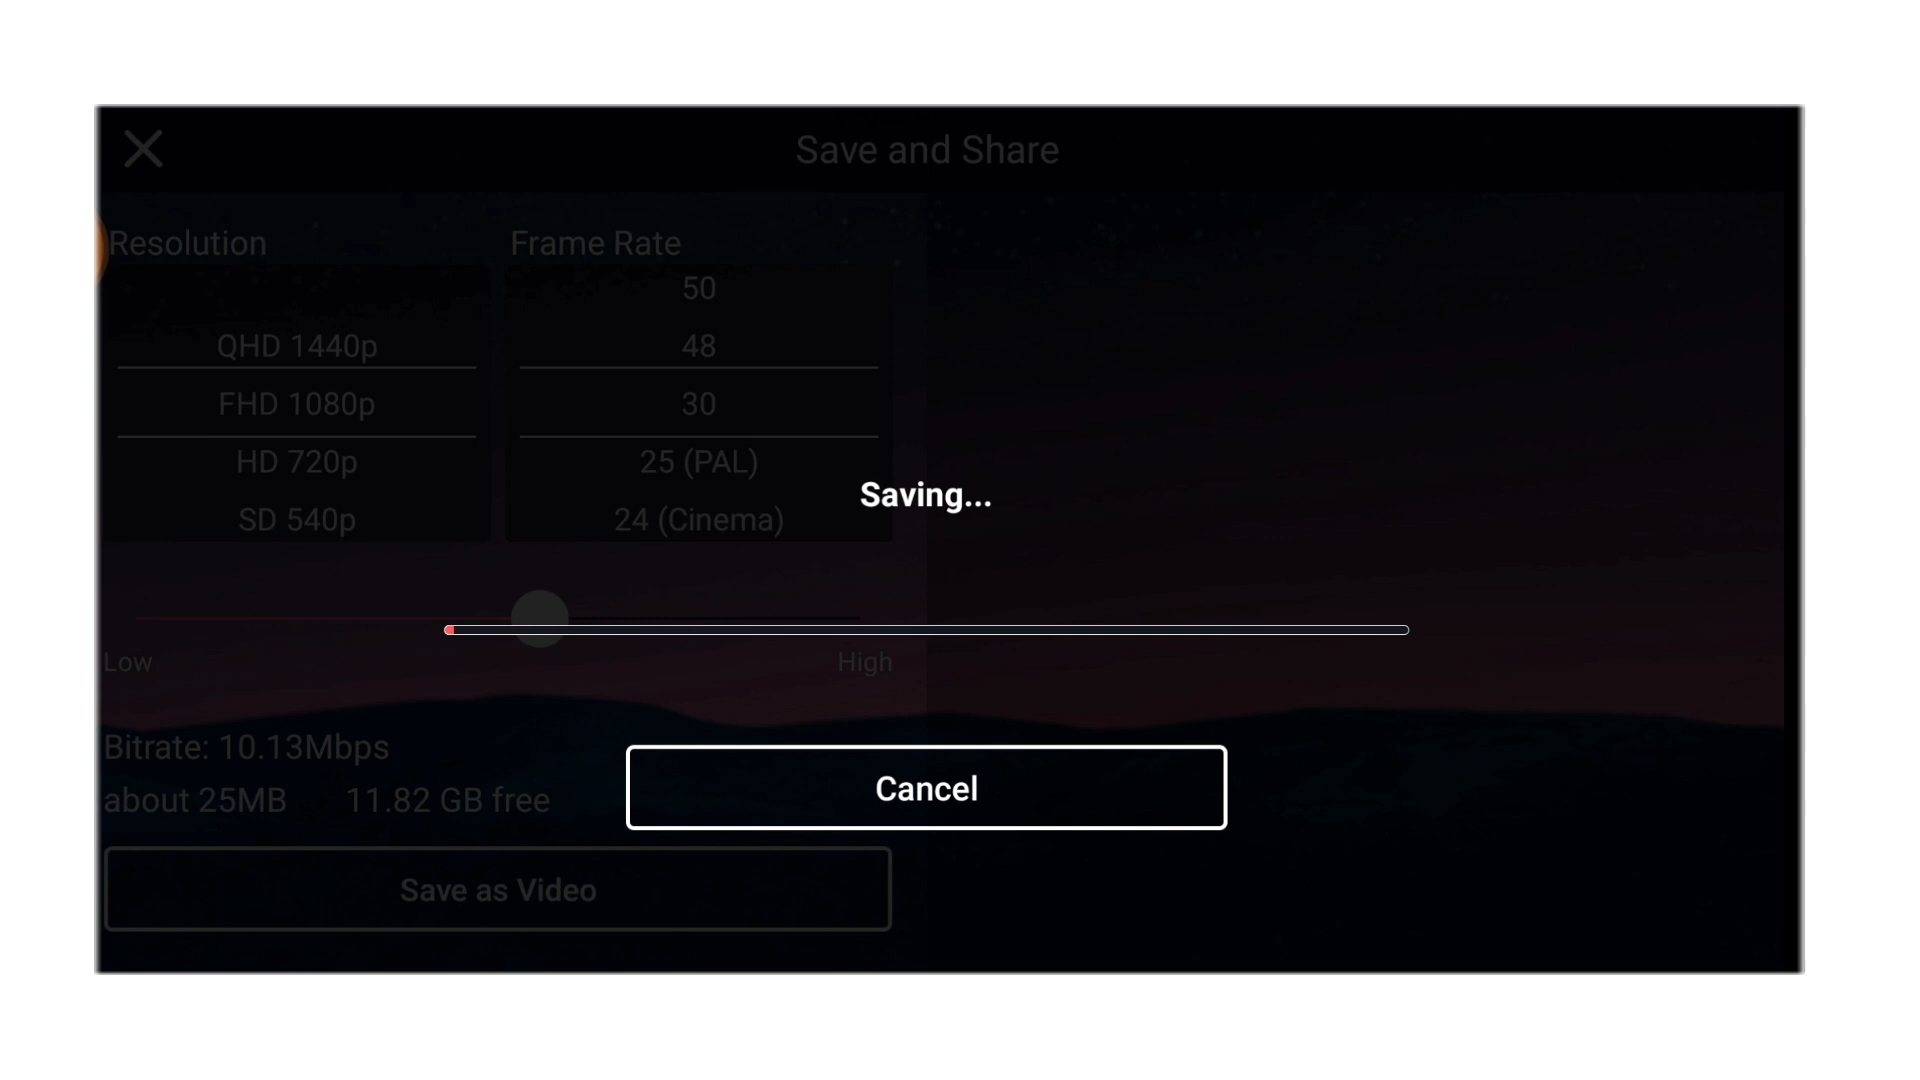 Save and Share
Resolution
Frame Rate
QHD 1440p
FHD 1080p
HD 720p
SD 540p
50
48
30
25 (PAL)
24 (Cinema)
Saving...
Low
High
Bitrate: 10.13Mbps
about 25MB
11.82 GB free
Cancel
Save as Video